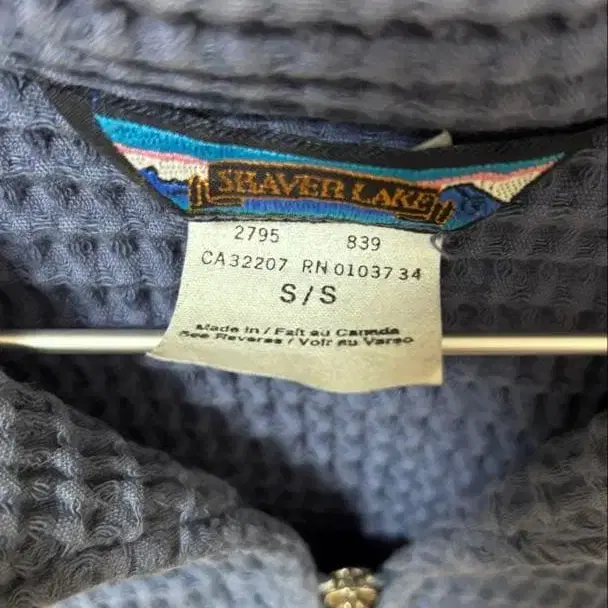 SHAVER LAKE
2795 839
CA32207 RN 0103734
S/S
Made in / Fait au Canada
See Reverse / Voir au Verso